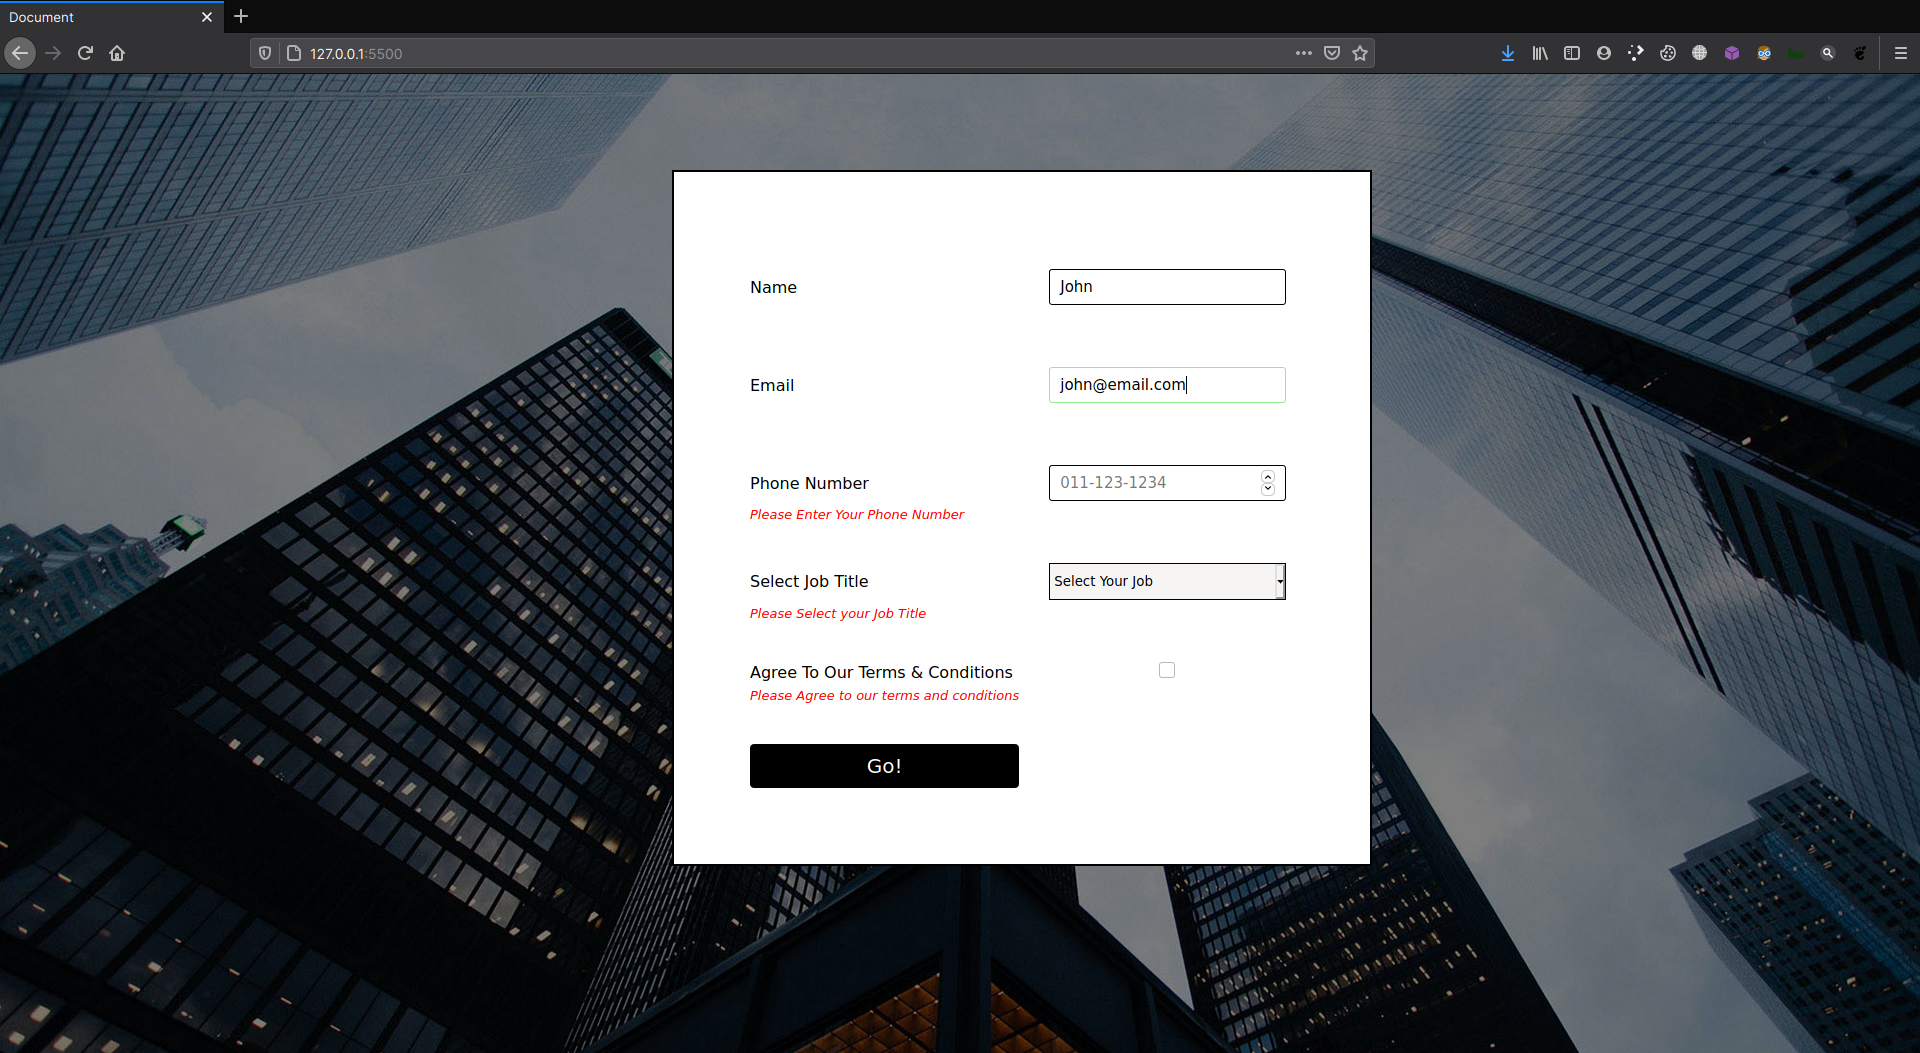 Document
127.0.0.1:5500
Name
John
Email
john@email.com
Phone Number
011-123-1234
Please Enter Your Phone Number
Select Job Title
Select Your Job
Please Select your Job Title
Agree To Our Terms & Conditions
Please Agree to our terms and conditions
Go!